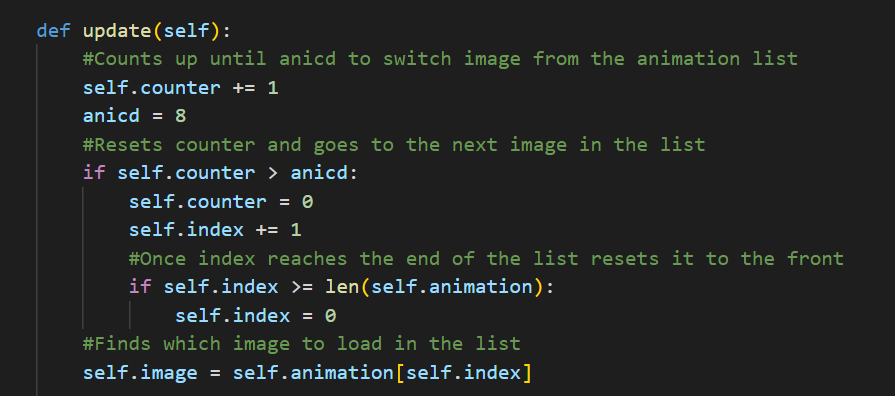 def update(self):
    #Counts up until anicd to switch image from the animation list
    self.counter += 1
    anicd = 8
    #Resets counter and goes to the next image in the list
    if self.counter > anicd:
        self.counter = 0
        self.index += 1
        #Once index reaches the end of the list resets it to the front
        if self.index >= len(self.animation):
            self.index = 0
    #Finds which image to load in the list
    self.image = self.animation[self.index]